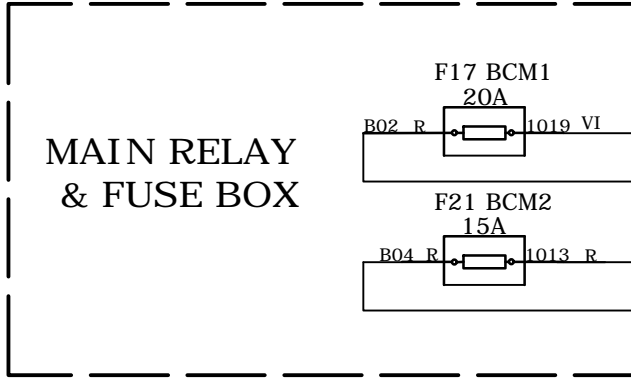 MAIN RELAY
& FUSE BOX
F17 BCM1
20A
B02 R 1019 VI
F21 BCM2
15A
B04 R 1013 R